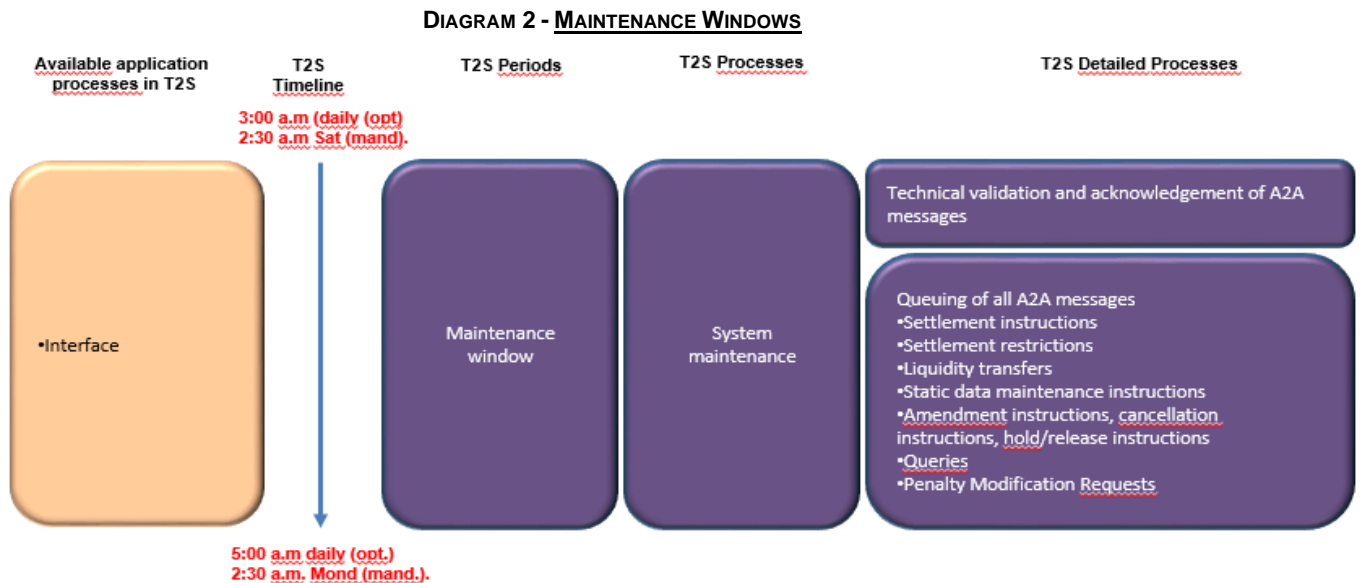 DIAGRAM 2 - MAINTENANCE WINDOWS
Available application
processes in T2S
T2S
Timeline
T2S Periods
T2S Processes
T2S Detailed Processes
3:00 a.m (daily (opt)
2:30 a.m Sat (mand).
•Interface
Maintenance
window
System
maintenance
Technical validation and acknowledgement of A2A
messages
Queuing of all A2A messages
•Settlement instructions
•Settlement restrictions
•Liquidity transfers
•Static data maintenance instructions
•Amendment instructions, cancellation
instructions, hold/release instructions
•Queries
•Penalty Modification Requests
5:00 a.m daily (opt.)
2:30 a.m. Mond (mand.).